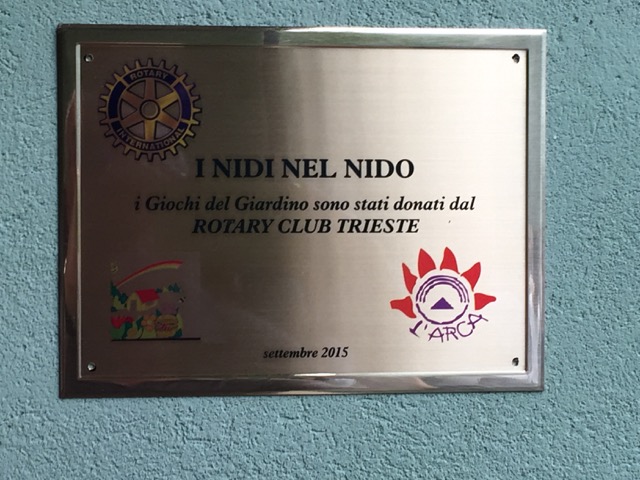 ROTARY
INTERNATIONAL
I NIDI NEL NIDO
i Giochi del Giardino sono stati donati dal
ROTARY CLUB TRIESTE
L'ARCA
settembre 2015